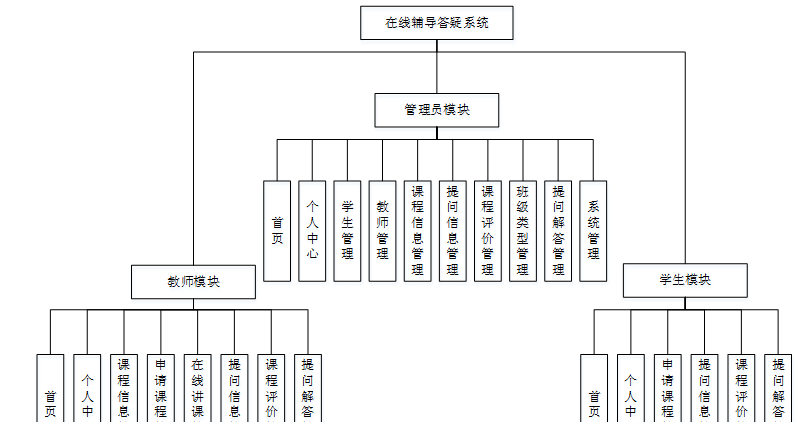 在线辅导答疑系统
管理员模块
首页
个人中心
学生管理
教师管理
课程信息管理
提问信息管理
课程评价管理
班级类型管理
提问解答管理
系统管理
教师模块
学生模块
首页
个人中
课程信息
申请课程
在线讲课
提问信息
课程评价
提问解答
首页
个人中
申请课程
提问信息
课程评价
提问解答